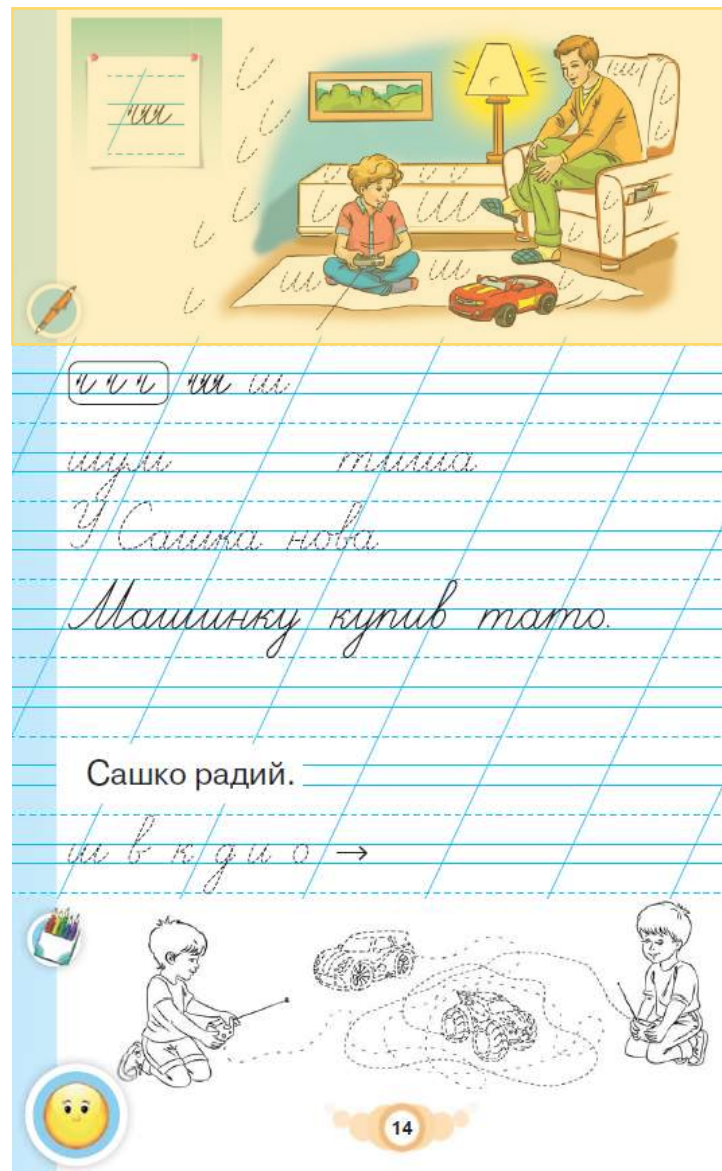 ш
ш ш
ш
ш ш
и и и ш ш
шум тиша
У Сашка нова
Машинку купив тато.
Сашко радий.
ш в к д и о →
14